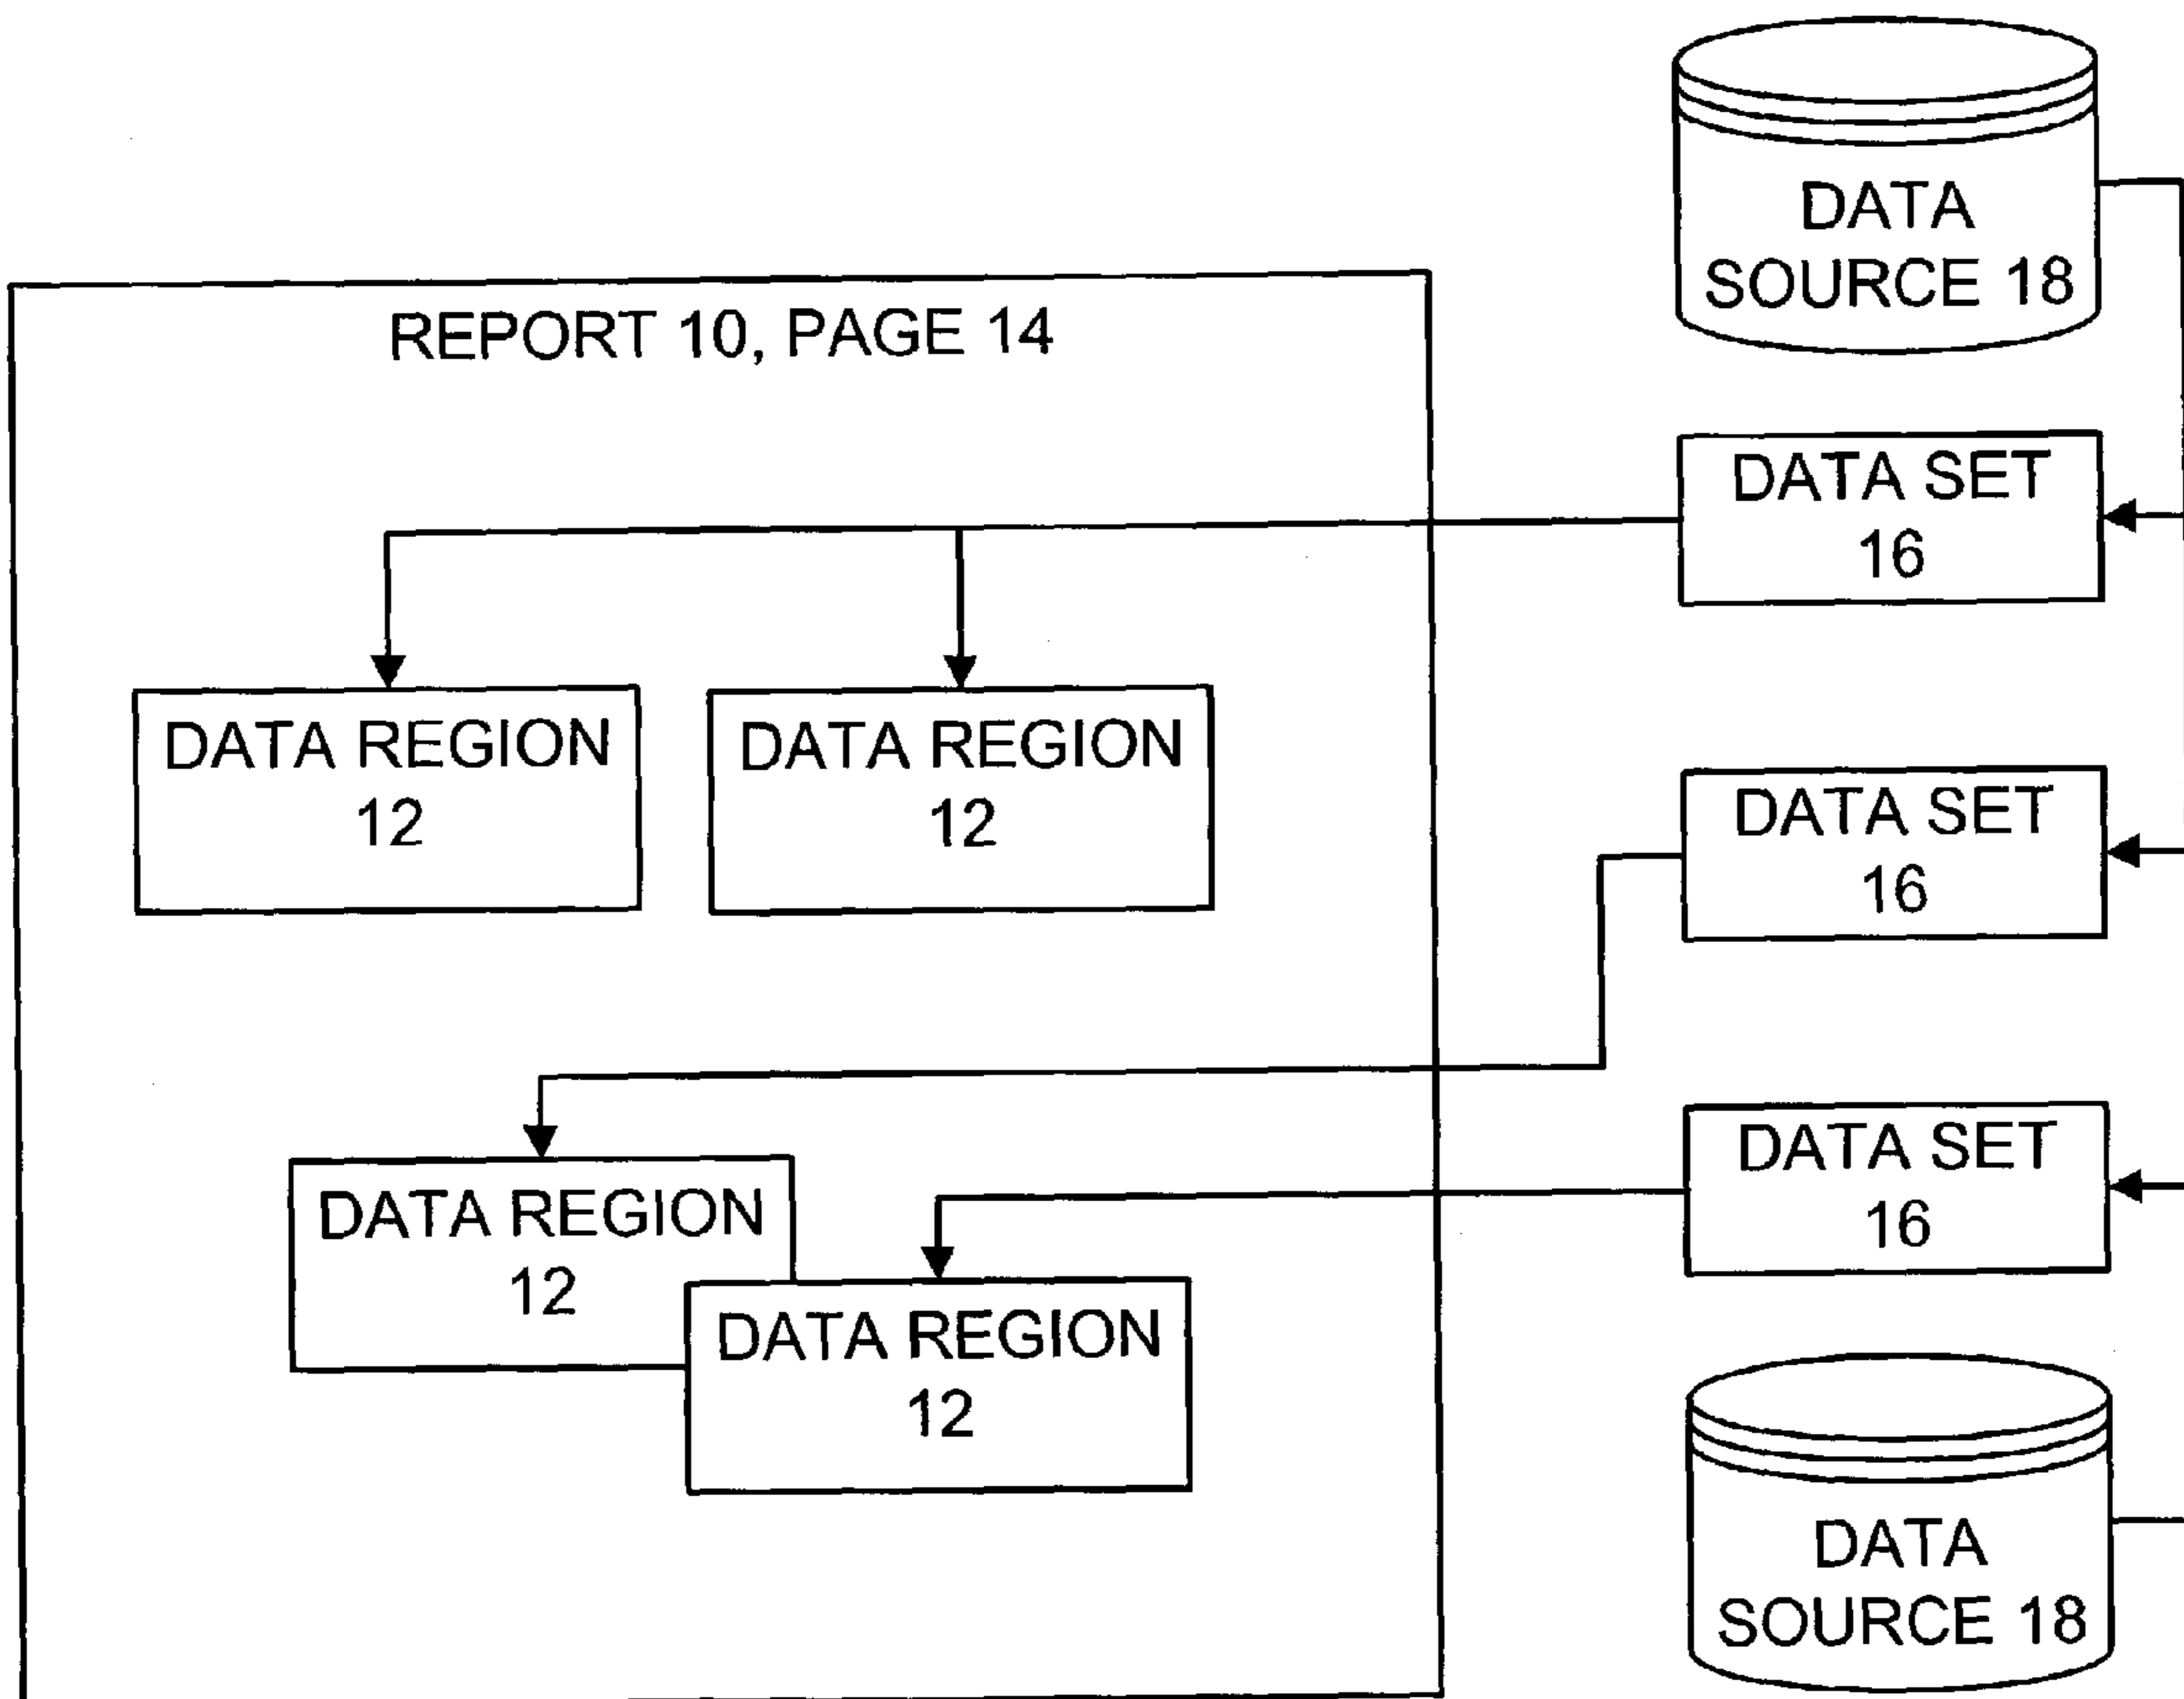 DATA
SOURCE 18
REPORT 10, PAGE 14
DATA SET
16
DATA REGION
12
DATA REGION
12
DATA SET
16
DATA SET
16
DATA REGION
12
DATA REGION
12
DATA
SOURCE 18